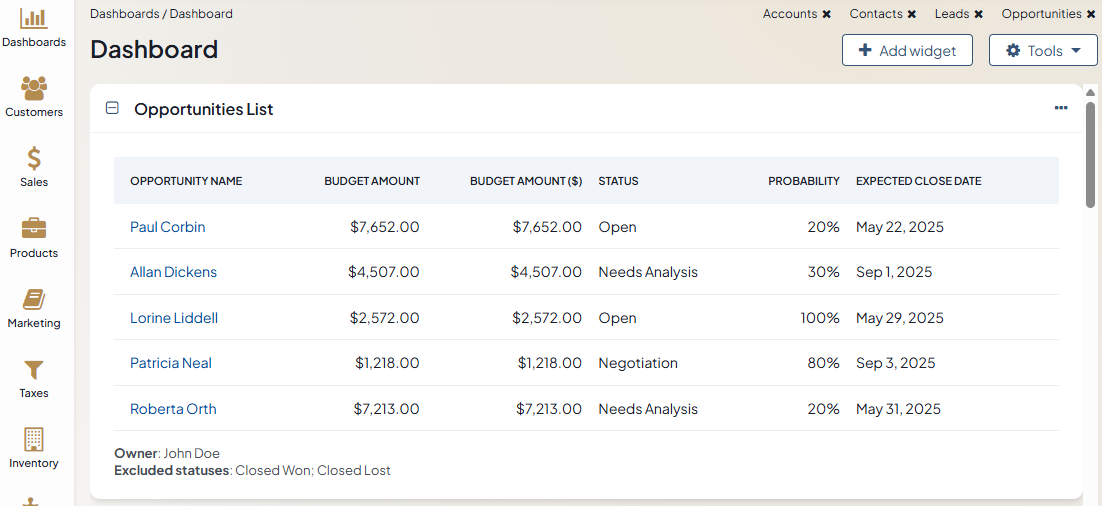 Dashboards / Dashboard
Accounts ✖ Contacts ✖ Leads ✖ Opportunities ✖
Dashboard
Add widget
Tools
Dashboards
Customers
Sales
Products
Marketing
Taxes
Inventory
Opportunities List
OPPORTUNITY NAME BUDGET AMOUNT BUDGET AMOUNT ($) STATUS PROBABILITY EXPECTED CLOSE DATE
Paul Corbin $7,652.00 $7,652.00 Open 20% May 22, 2025
Allan Dickens $4,507.00 $4,507.00 Needs Analysis 30% Sep 1, 2025
Lorine Liddell $2,572.00 $2,572.00 Open 100% May 29, 2025
Patricia Neal $1,218.00 $1,218.00 Negotiation 80% Sep 3, 2025
Roberta Orth $7,213.00 $7,213.00 Needs Analysis 20% May 31, 2025
Owner: John Doe
Excluded statuses: Closed Won; Closed Lost